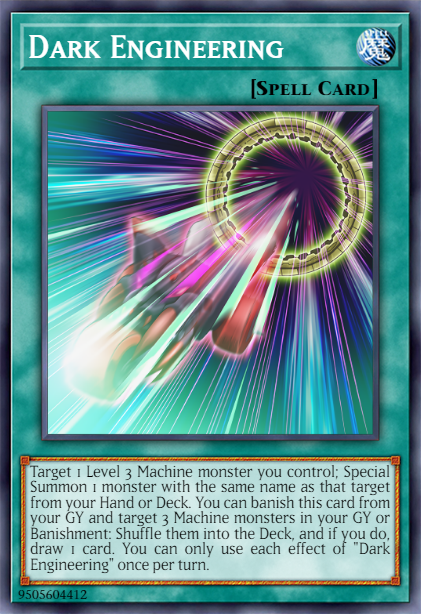 Dark Engineering
魔
[Spell Card]
Target 1 Level 3 Machine monster you control; Special
Summon 1 monster with the same name as that target
from your Hand or Deck. You can banish this card from
your GY and target 3 Machine monsters in your GY or
Banishment: Shuffle them into the Deck, and if you do,
draw 1 card. You can only use each effect of "Dark
Engineering" once per turn.
9505604412